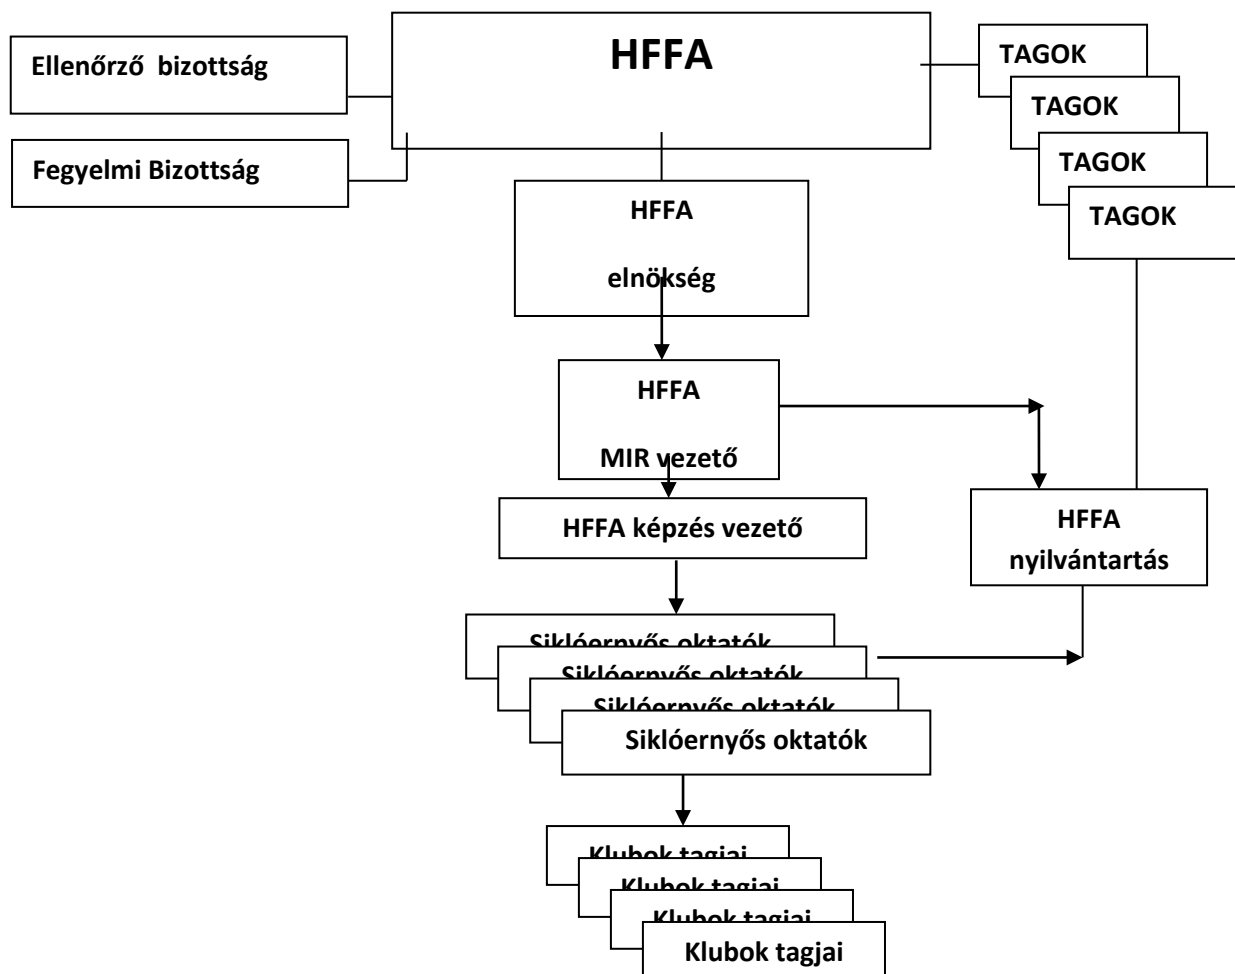 HFFA
Ellenőrző bizottság
Fegyelmi Bizottság
TAGOK
TAGOK
TAGOK
TAGOK
HFFA
elnökség
HFFA
MIR vezető
HFFA képzés vezető
HFFA
nyilvántartás
Siklóernyős oktatók
Siklóernyős oktatók
Siklóernyős oktatók
Siklóernyős oktatók
Klubok tagjai
Klubok tagjai
Klubok tagjai
Klubok tagjai